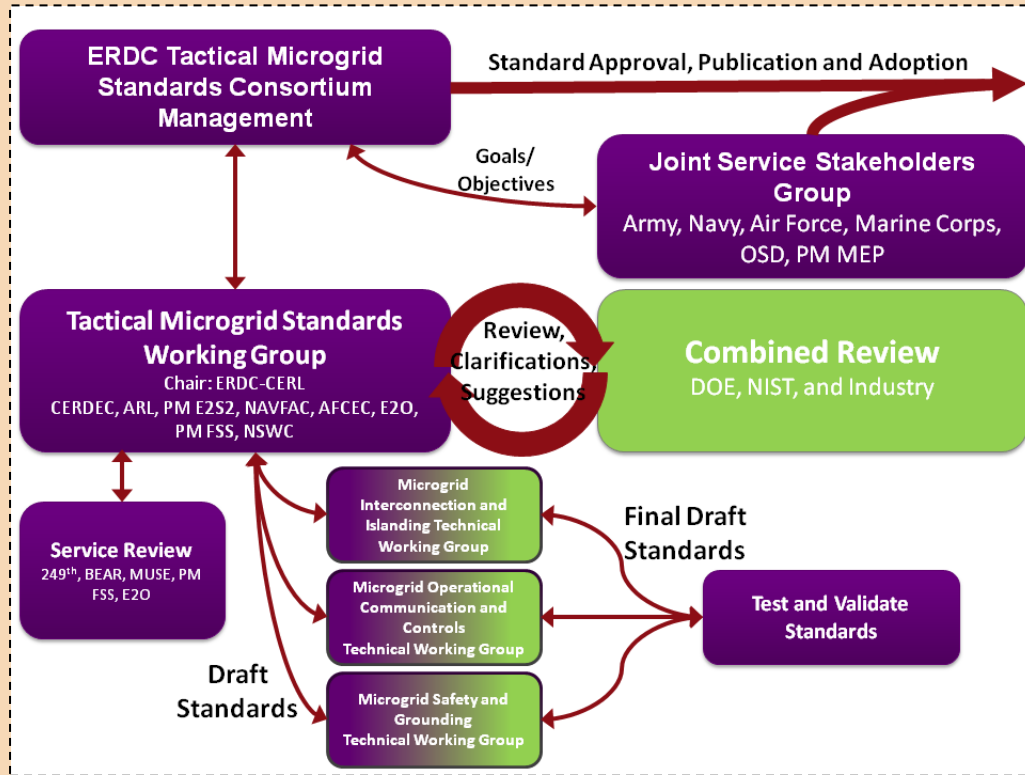 ERDC Tactical Microgrid
Standards Consortium
Management
Standard Approval, Publication and Adoption
Goals/
Objectives
Joint Service Stakeholders
Group
Army, Navy, Air Force, Marine Corps,
OSD, PM MEP
Tactical Microgrid Standards
Working Group
Chair: ERDC-CERL
CERDEC, ARL, PM E2S2, NAVFAC, AFCEC, E2O,
PM FSS, NSWC
Review,
Clarifications,
Suggestions
Combined Review
DOE, NIST, and Industry
Service Review
249th, BEAR, MUSE, PM
FSS, E2O
Microgrid
Interconnection and
Islanding Technical
Working Group
Microgrid Operational
Communication and
Controls
Technical Working Group
Microgrid Safety and
Grounding
Technical Working Group
Draft
Standards
Final Draft
Standards
Test and Validate
Standards